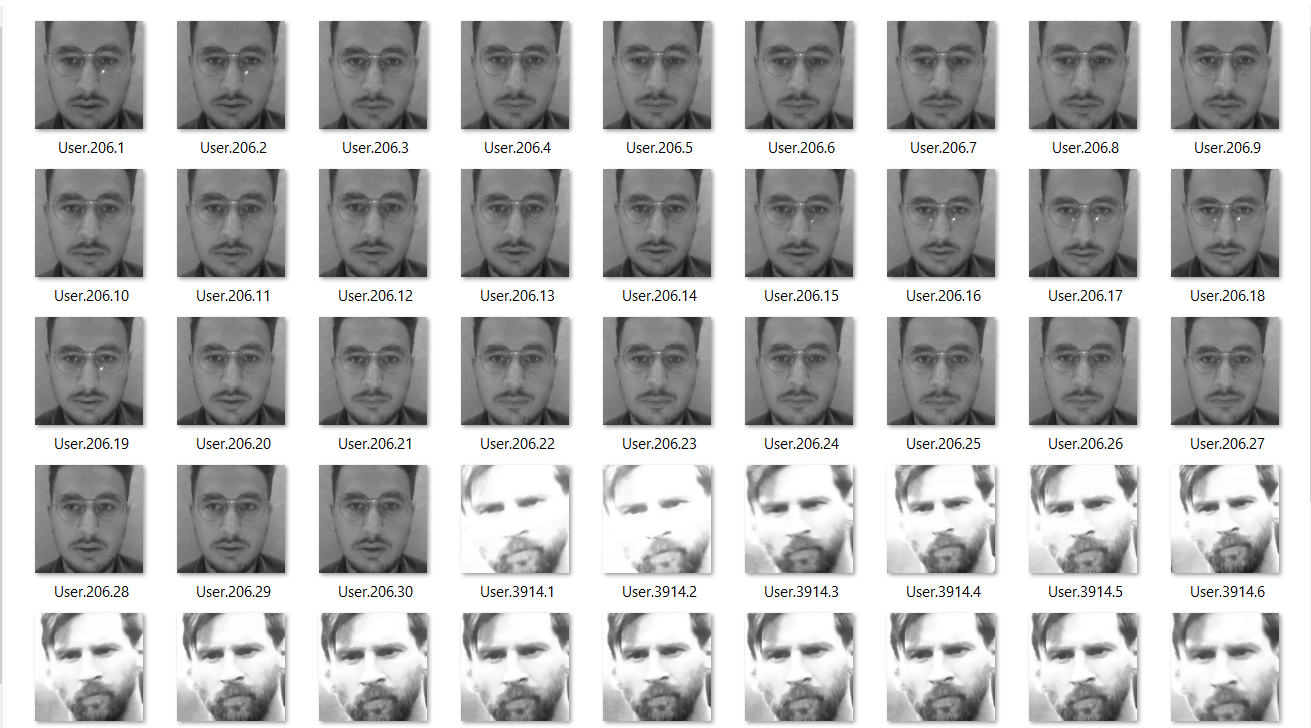 User.206.1 User.206.2 User.206.3 User.206.4 User.206.5 User.206.6 User.206.7 User.206.8 User.206.9
User.206.10 User.206.11 User.206.12 User.206.13 User.206.14 User.206.15 User.206.16 User.206.17 User.206.18
User.206.19 User.206.20 User.206.21 User.206.22 User.206.23 User.206.24 User.206.25 User.206.26 User.206.27
User.206.28 User.206.29 User.206.30 User.3914.1 User.3914.2 User.3914.3 User.3914.4 User.3914.5 User.3914.6